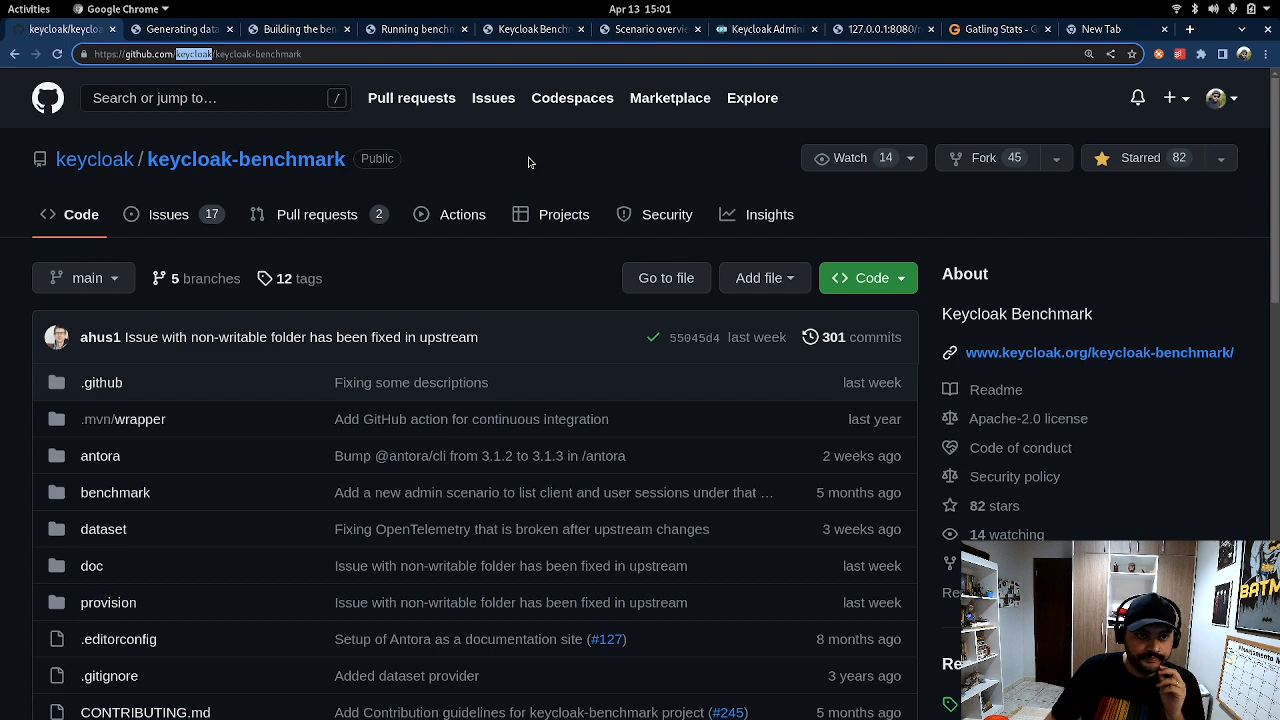 Activities Google Chrome Apr 13 15:01
keycloak/keycloa Generating data Building the ben Running benchm Keycloak Bench Scenario overvie Keycloak Admin 127.0.0.1:8080/r Gatling Stats - G New Tab
https://github.com/keycloak/keycloak-benchmark
Search or jump to… / Pull requests Issues Codespaces Marketplace Explore
keycloak / keycloak-benchmark Public Watch 14 Fork 45 Starred 82
Code Issues 17 Pull requests 2 Actions Projects Security Insights
main 5 branches 12 tags Go to file Add file Code
About
Keycloak Benchmark
www.keycloak.org/keycloak-benchmark/
Readme
Apache-2.0 license
Code of conduct
Security policy
82 stars
14 watching
Re
ahus1 Issue with non-writable folder has been fixed in upstream 55045d4 last week 301 commits
.github Fixing some descriptions last week
.mvn/wrapper Add GitHub action for continuous integration last year
antora Bump @antora/cli from 3.1.2 to 3.1.3 in /antora 2 weeks ago
benchmark Add a new admin scenario to list client and user sessions under that … 5 months ago
dataset Fixing OpenTelemetry that is broken after upstream changes 3 weeks ago
doc Issue with non-writable folder has been fixed in upstream last week
provision Issue with non-writable folder has been fixed in upstream last week
.editorconfig Setup of Antora as a documentation site (#127) 8 months ago
.gitignore Added dataset provider 3 years ago
CONTRIBUTING.md Add Contribution guidelines for keycloak-benchmark project (#245) 5 months ago
Re
BATM